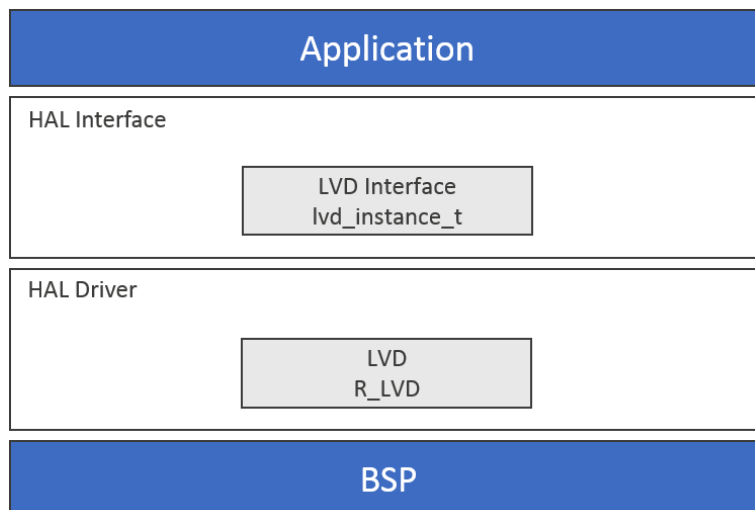 Application
HAL Interface
LVD Interface
lvd_instance_t
HAL Driver
LVD
R_LVD
BSP